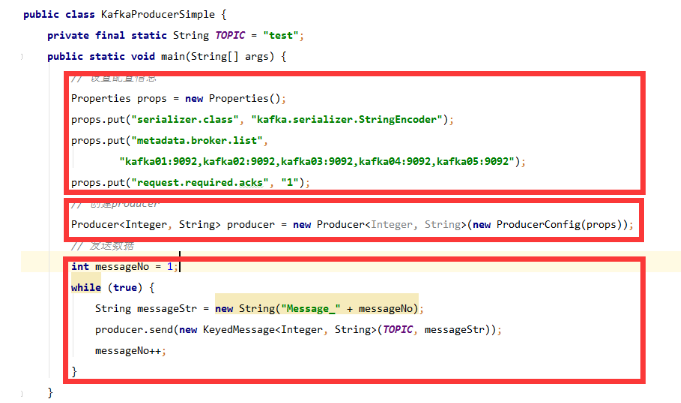 public class KafkaProducerSimple {
private final static String TOPIC = "test";
public static void main(String[] args) {
// 设置配置信息
Properties props = new Properties();
props.put("serializer.class", "kafka.serializer.StringEncoder");
props.put("metadata.broker.list",
"kafka01:9092,kafka02:9092,kafka03:9092,kafka04:9092,kafka05:9092");
props.put("request.required.acks", "1");
// 创建producer
Producer<Integer, String> producer = new Producer<Integer, String>(new ProducerConfig(props));
// 发送数据
int messageNo = 1;
while (true) {
String messageStr = new String("Message_" + messageNo);
producer.send(new KeyedMessage<Integer, String>(TOPIC, messageStr));
messageNo++;
}
}